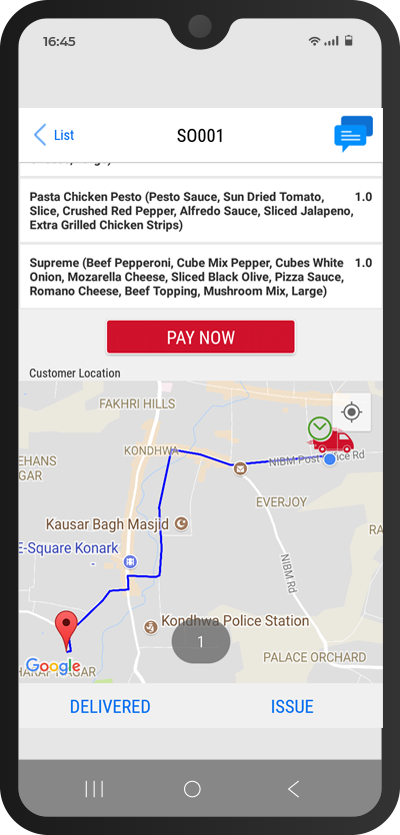 16:45
List
SO001
Pasta Chicken Pesto (Pesto Sauce, Sun Dried Tomato, 1.0
Slice, Crushed Red Pepper, Alfredo Sauce, Sliced Jalapeno,
Extra Grilled Chicken Strips)
Supreme (Beef Pepperoni, Cube Mix Pepper, Cubes White 1.0
Onion, Mozarella Cheese, Sliced Black Olive, Pizza Sauce,
Romano Cheese, Beef Topping, Mushroom Mix, Large)
PAY NOW
Customer Location
FAKHRI HILLS
KONDHWA
EHANS
GAR
NIBM Post Office Rd
EVERJOY
Kausar Bagh Masjid
RA
E-Square Konark
NIBM Rd
Kondhwa Police Station
1
PALACE ORCHARD
Google
NAGAR
DELIVERED
ISSUE